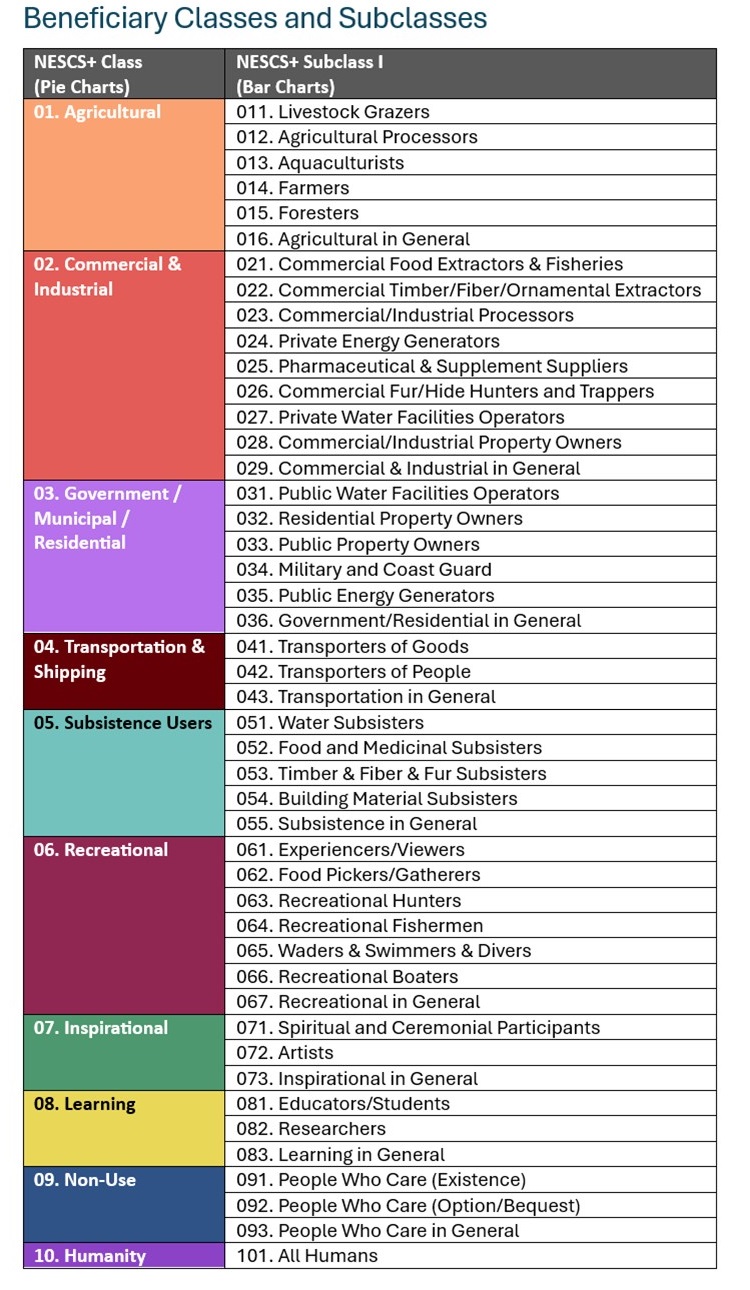 Beneficiary Classes and Subclasses
NESCS+ Class
(Pie Charts)
NESCS+ Subclass I
(Bar Charts)
01. Agricultural
011. Livestock Grazers
012. Agricultural Processors
013. Aquaculturists
014. Farmers
015. Foresters
016. Agricultural in General
02. Commercial &
Industrial
021. Commercial Food Extractors & Fisheries
022. Commercial Timber/Fiber/Ornamental Extractors
023. Commercial/Industrial Processors
024. Private Energy Generators
025. Pharmaceutical & Supplement Suppliers
026. Commercial Fur/Hide Hunters and Trappers
027. Private Water Facilities Operators
028. Commercial/Industrial Property Owners
029. Commercial & Industrial in General
03. Government /
Municipal /
Residential
031. Public Water Facilities Operators
032. Residential Property Owners
033. Public Property Owners
034. Military and Coast Guard
035. Public Energy Generators
036. Government/Residential in General
04. Transportation &
Shipping
041. Transporters of Goods
042. Transporters of People
043. Transportation in General
05. Subsistence Users
051. Water Subsisters
052. Food and Medicinal Subsisters
053. Timber & Fiber & Fur Subsisters
054. Building Material Subsisters
055. Subsistence in General
06. Recreational
061. Experiencers/Viewers
062. Food Pickers/Gatherers
063. Recreational Hunters
064. Recreational Fishermen
065. Waders & Swimmers & Divers
066. Recreational Boaters
067. Recreational in General
07. Inspirational
071. Spiritual and Ceremonial Participants
072. Artists
073. Inspirational in General
08. Learning
081. Educators/Students
082. Researchers
083. Learning in General
09. Non-Use
091. People Who Care (Existence)
092. People Who Care (Option/Bequest)
093. People Who Care in General
10. Humanity
101. All Humans